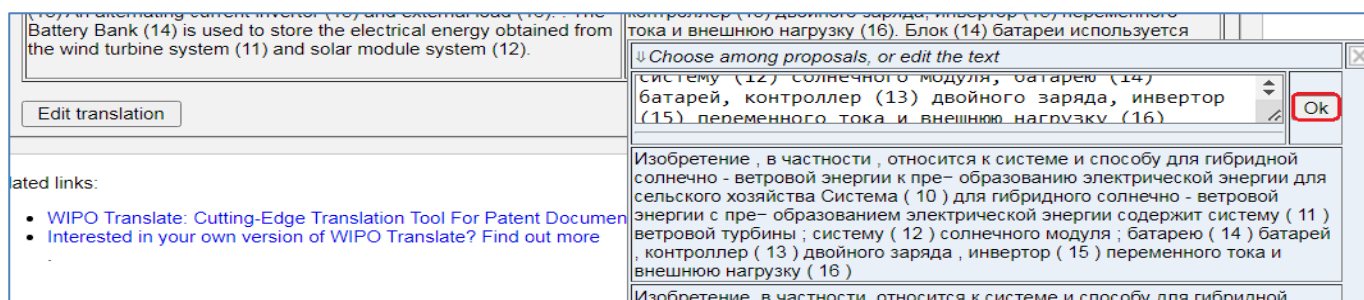 (15) An alternating current invertor (15) and external load (16). . The
Battery Bank (14) is used to store the electrical energy obtained from
the wind turbine system (11) and solar module system (12).
контроллер (13) двойного заряда, инвертор (15) переменного
тока и внешнюю нагрузку (16). Блок (14) батареи используется
⇓ Choose among proposals, or edit the text
систему (12) солнечного модуля, батарею (14)
батарей, контроллер (13) двойного заряда, инвертор
(15) переменного тока и внешнюю нагрузку (16)
Ok
Edit translation
Изобретение , в частности , относится к системе и способу для гибридной
солнечно - ветровой энергии к пре− образованию электрической энергии для
сельского хозяйства Система ( 10 ) для гибридного солнечно - ветровой
энергии с пре− образованием электрической энергии содержит систему ( 11 )
ветровой турбины ; систему ( 12 ) солнечного модуля ; батарею ( 14 ) батарей
, контроллер ( 13 ) двойного заряда , инвертор ( 15 ) переменного тока и
внешнюю нагрузку ( 16 )
Изобретение в частности относится к системе и способу для гибридной
lated links:
• WIPO Translate: Cutting-Edge Translation Tool For Patent Documen
• Interested in your own version of WIPO Translate? Find out more